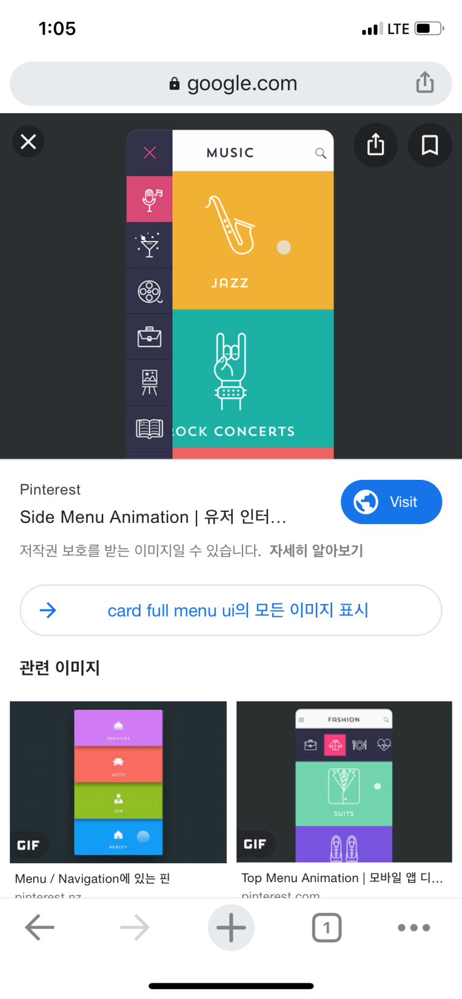 1:05
LTE
google.com
MUSIC
JAZZ
ROCK CONCERTS
Pinterest
Side Menu Animation | 유저 인터...
Visit
저작권 보호를 받는 이미지일 수 있습니다. 자세히 알아보기
card full menu ui의 모든 이미지 표시
관련 이미지
SERVICES
AUTO
JOB
REALTY
GIF
FASHION
SUITS
GIF
Menu / Navigation에 있는 핀
pinterest.nz
Top Menu Animation | 모바일 앱 디...
pinterest.com
1